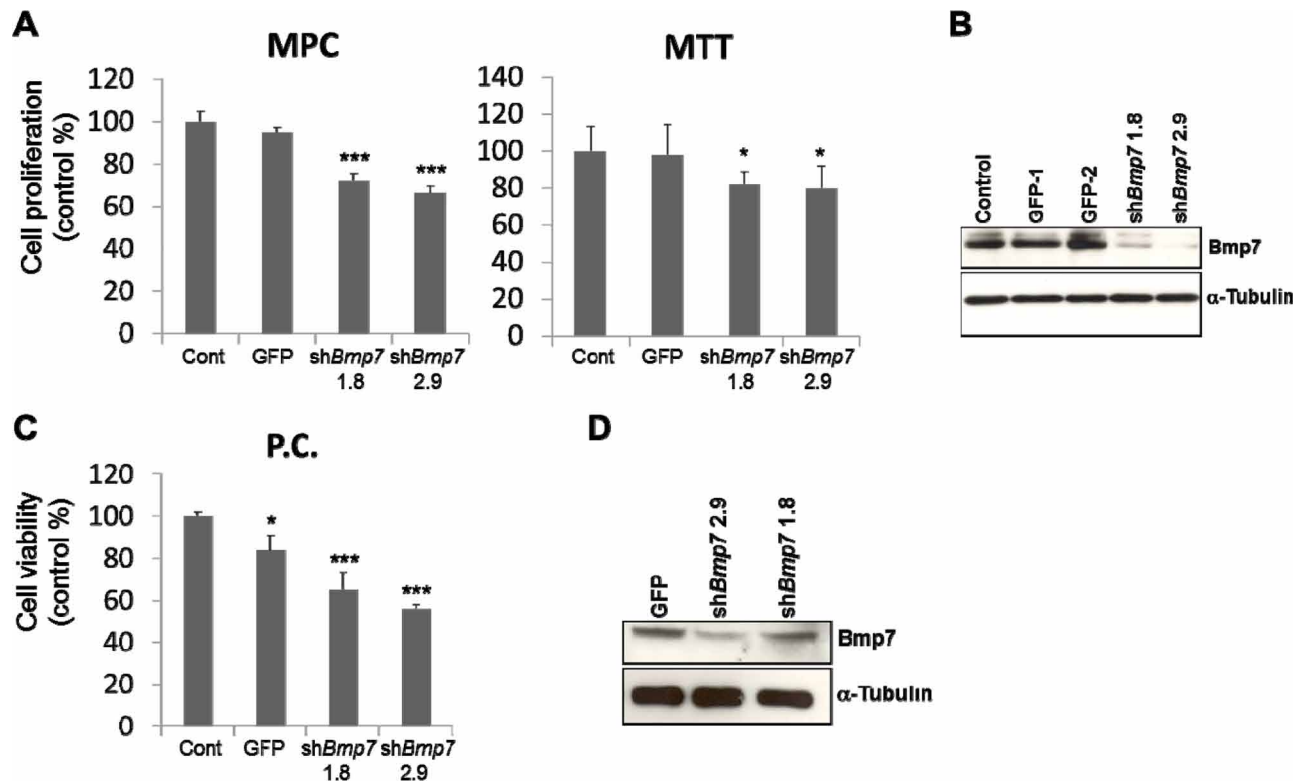 A
MPC
Cell proliferation
(control %)
120
100
80
60
40
20
0
***
***
Cont
GFP
shBmp7
1.8
shBmp7
2.9
MTT
140
120
100
80
60
40
20
0
*
*
Cont
GFP
shBmp7
1.8
shBmp7
2.9
B
Control
GFP-1
GFP-2
shBmp7 1.8
shBmp7 2.9
Bmp7
α-Tubulin
C
P.C.
Cell viability
(control %)
120
100
80
60
40
20
0
*
***
***
Cont
GFP
shBmp7
1.8
shBmp7
2.9
D
GFP
shBmp7 2.9
shBmp7 1.8
Bmp7
α-Tubulin